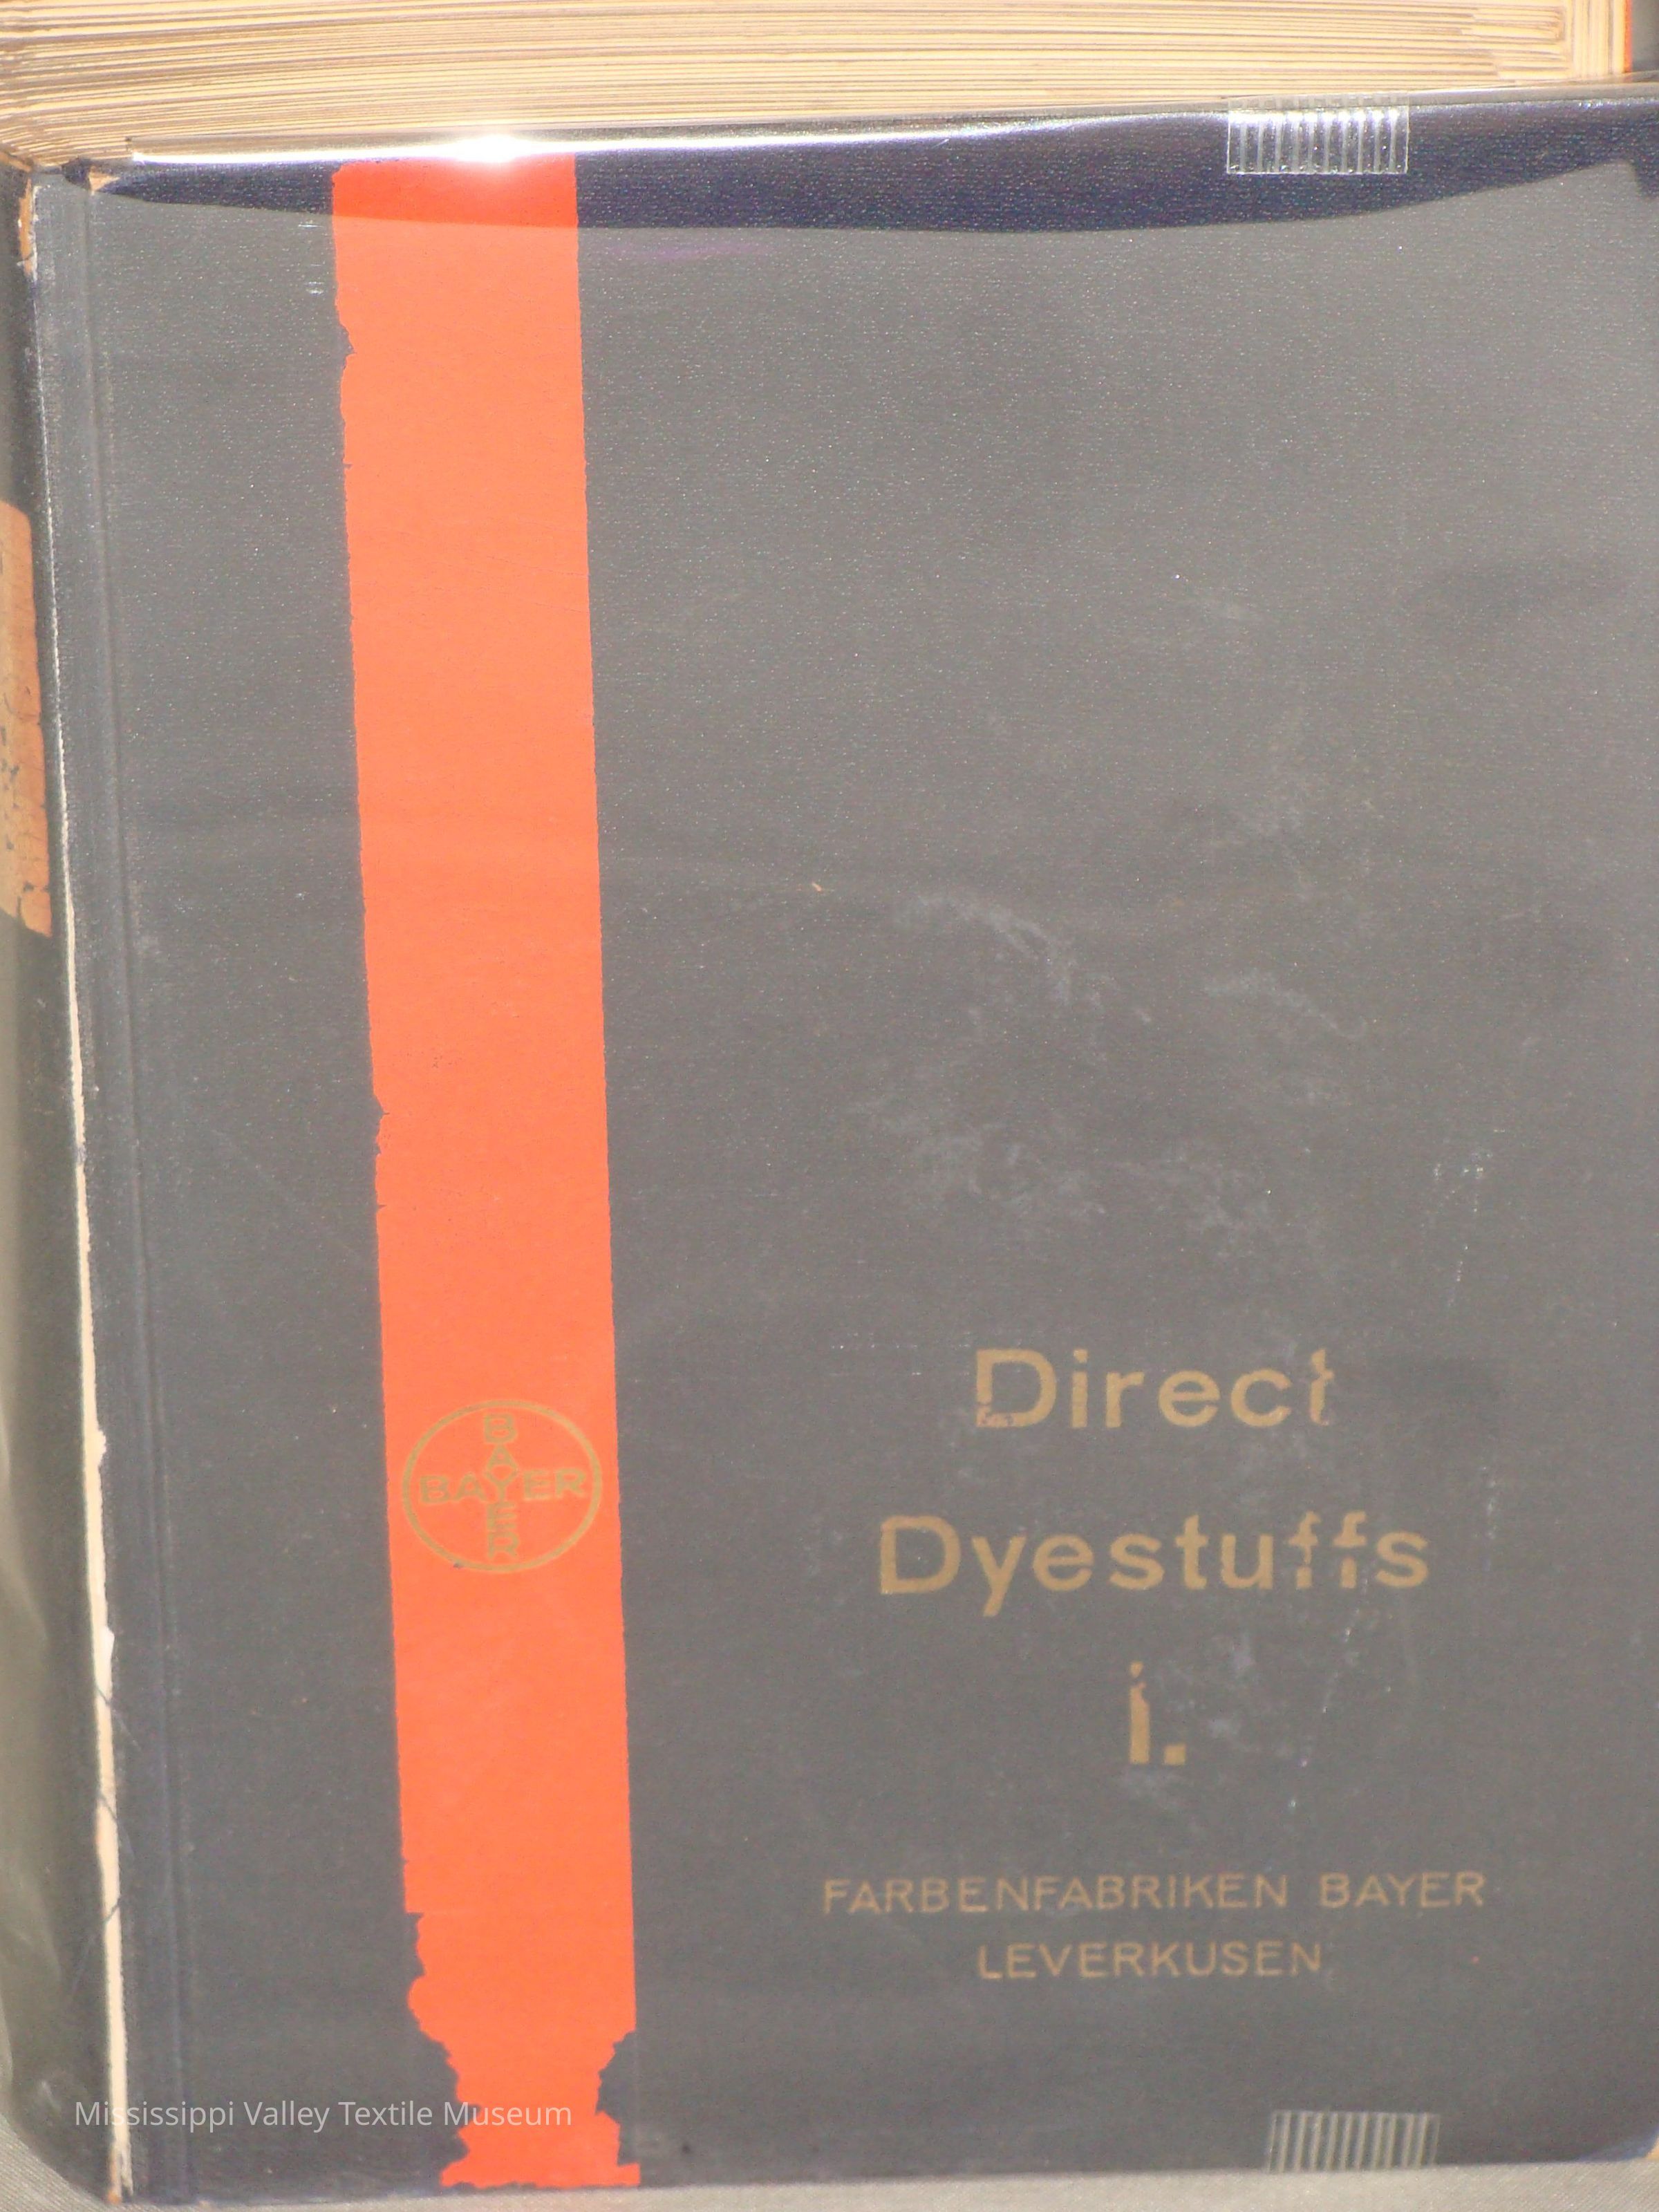 BAYER
BAYER
Direct
Dyestuffs
I.
FARBENFABRIKEN BAYER
LEVERKUSEN
Mississippi Valley Textile Museum